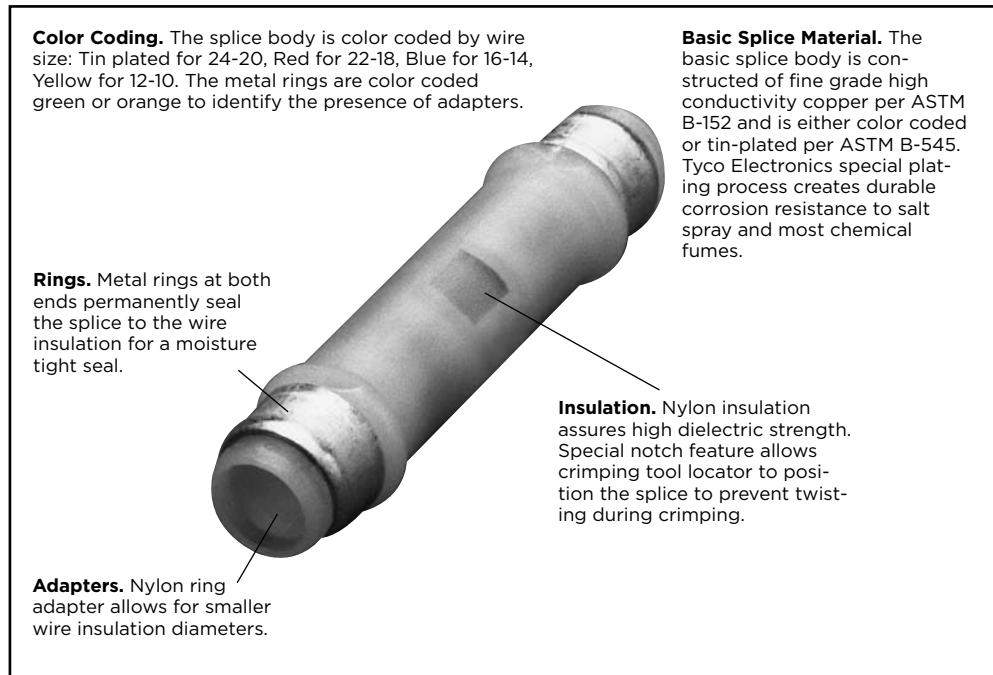 Color Coding. The splice body is color coded by wire
size: Tin plated for 24-20, Red for 22-18, Blue for 16-14,
Yellow for 12-10. The metal rings are color coded
green or orange to identify the presence of adapters.
Basic Splice Material. The
basic splice body is con-
structed of fine grade high
conductivity copper per ASTM
B-152 and is either color coded
or tin-plated per ASTM B-545.
Tyco Electronics special plat-
ing process creates durable
corrosion resistance to salt
spray and most chemical
fumes.
Rings. Metal rings at both
ends permanently seal
the splice to the wire
insulation for a moisture
tight seal.
Insulation. Nylon insulation
assures high dielectric strength.
Special notch feature allows
crimping tool locator to posi-
tion the splice to prevent twist-
ing during crimping.
Adapters. Nylon ring
adapter allows for smaller
wire insulation diameters.